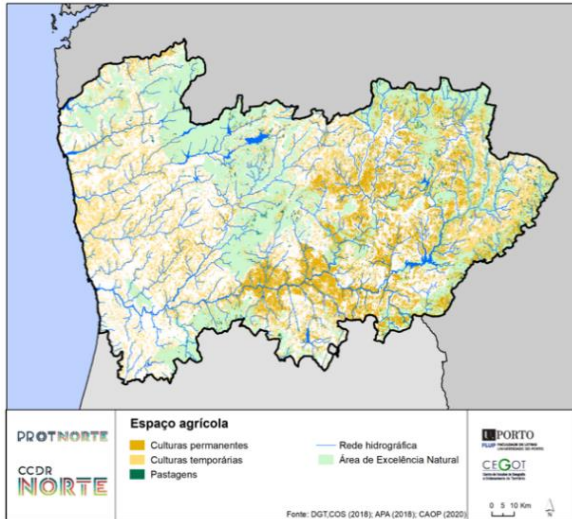 PROTNORTE
CCDR
NORTE
Espaço agrícola
Culturas permanentes
Culturas temporárias
Pastagens
Rede hidrográfica
Área de Excelência Natural
Fonte: DGT,COS (2018); APA (2018); CAOP (2020)
U.PORTO
FLUP FACULDADE DE LETRAS
UNIVERSIDADE DO PORTO
CEGOT
0 5 10 Km
N